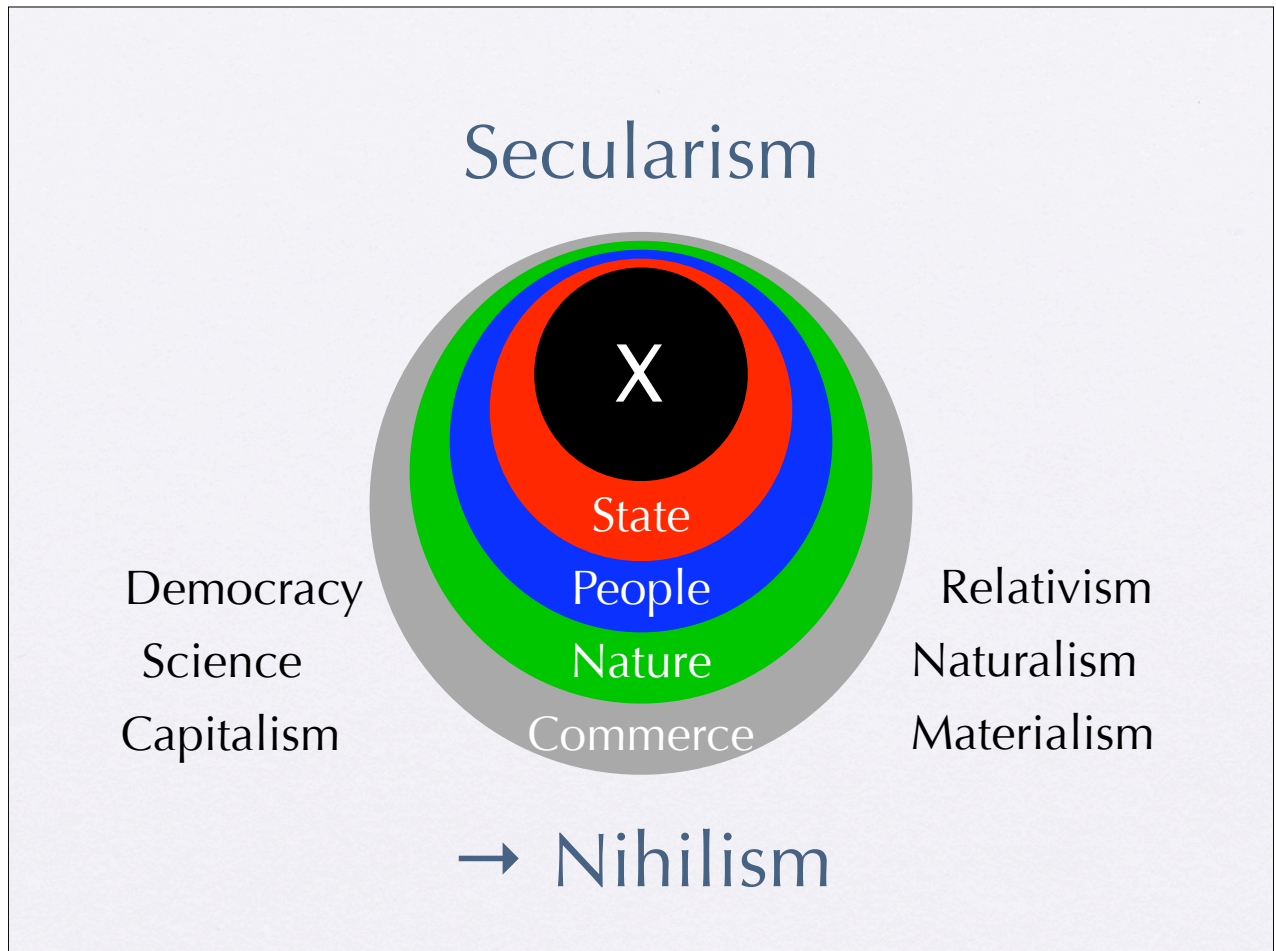 Secularism
X
State
Democracy People Relativism
Science Nature Naturalism
Capitalism Commerce Materialism
→ Nihilism